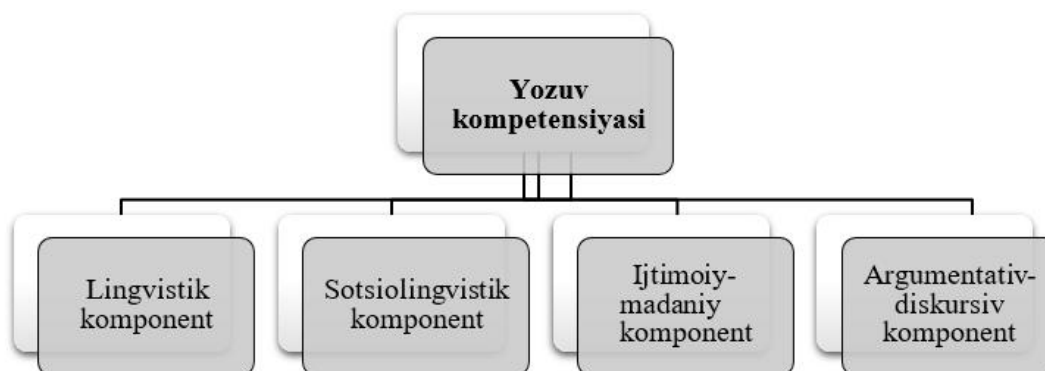 Yozuv
kompetensiyasi
Lingvistik
komponent
Sotsiolingvistik
komponent
Ijtimoiy-
madaniy
komponent
Argumentativ-
diskursiv
komponent